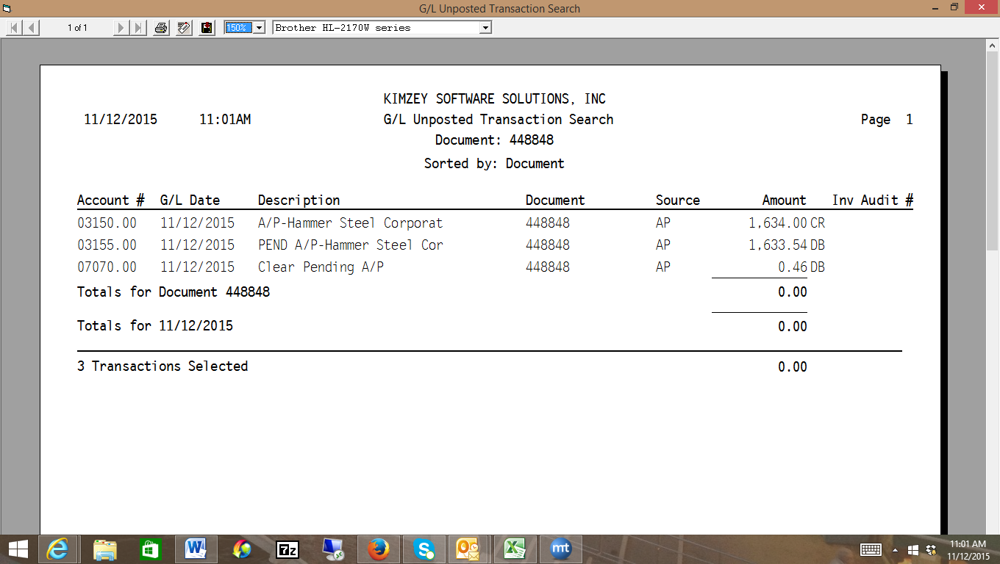 G/L Unposted Transaction Search
1 of 1 150% Brother HL-2170W series
KIMZEY SOFTWARE SOLUTIONS, INC
11/12/2015 11:01AM G/L Unposted Transaction Search Page 1
Document: 448848
Sorted by: Document
Account # G/L Date Description Document Source Amount Inv Audit #
03150.00 11/12/2015 A/P-Hammer Steel Corporat 448848 AP 1,634.00 CR
03155.00 11/12/2015 PEND A/P-Hammer Steel Cor 448848 AP 1,633.54 DB
07070.00 11/12/2015 Clear Pending A/P 448848 AP 0.46 DB
Totals for Document 448848 0.00
Totals for 11/12/2015 0.00
3 Transactions Selected 0.00
7z mt
11:01 AM
11/12/2015